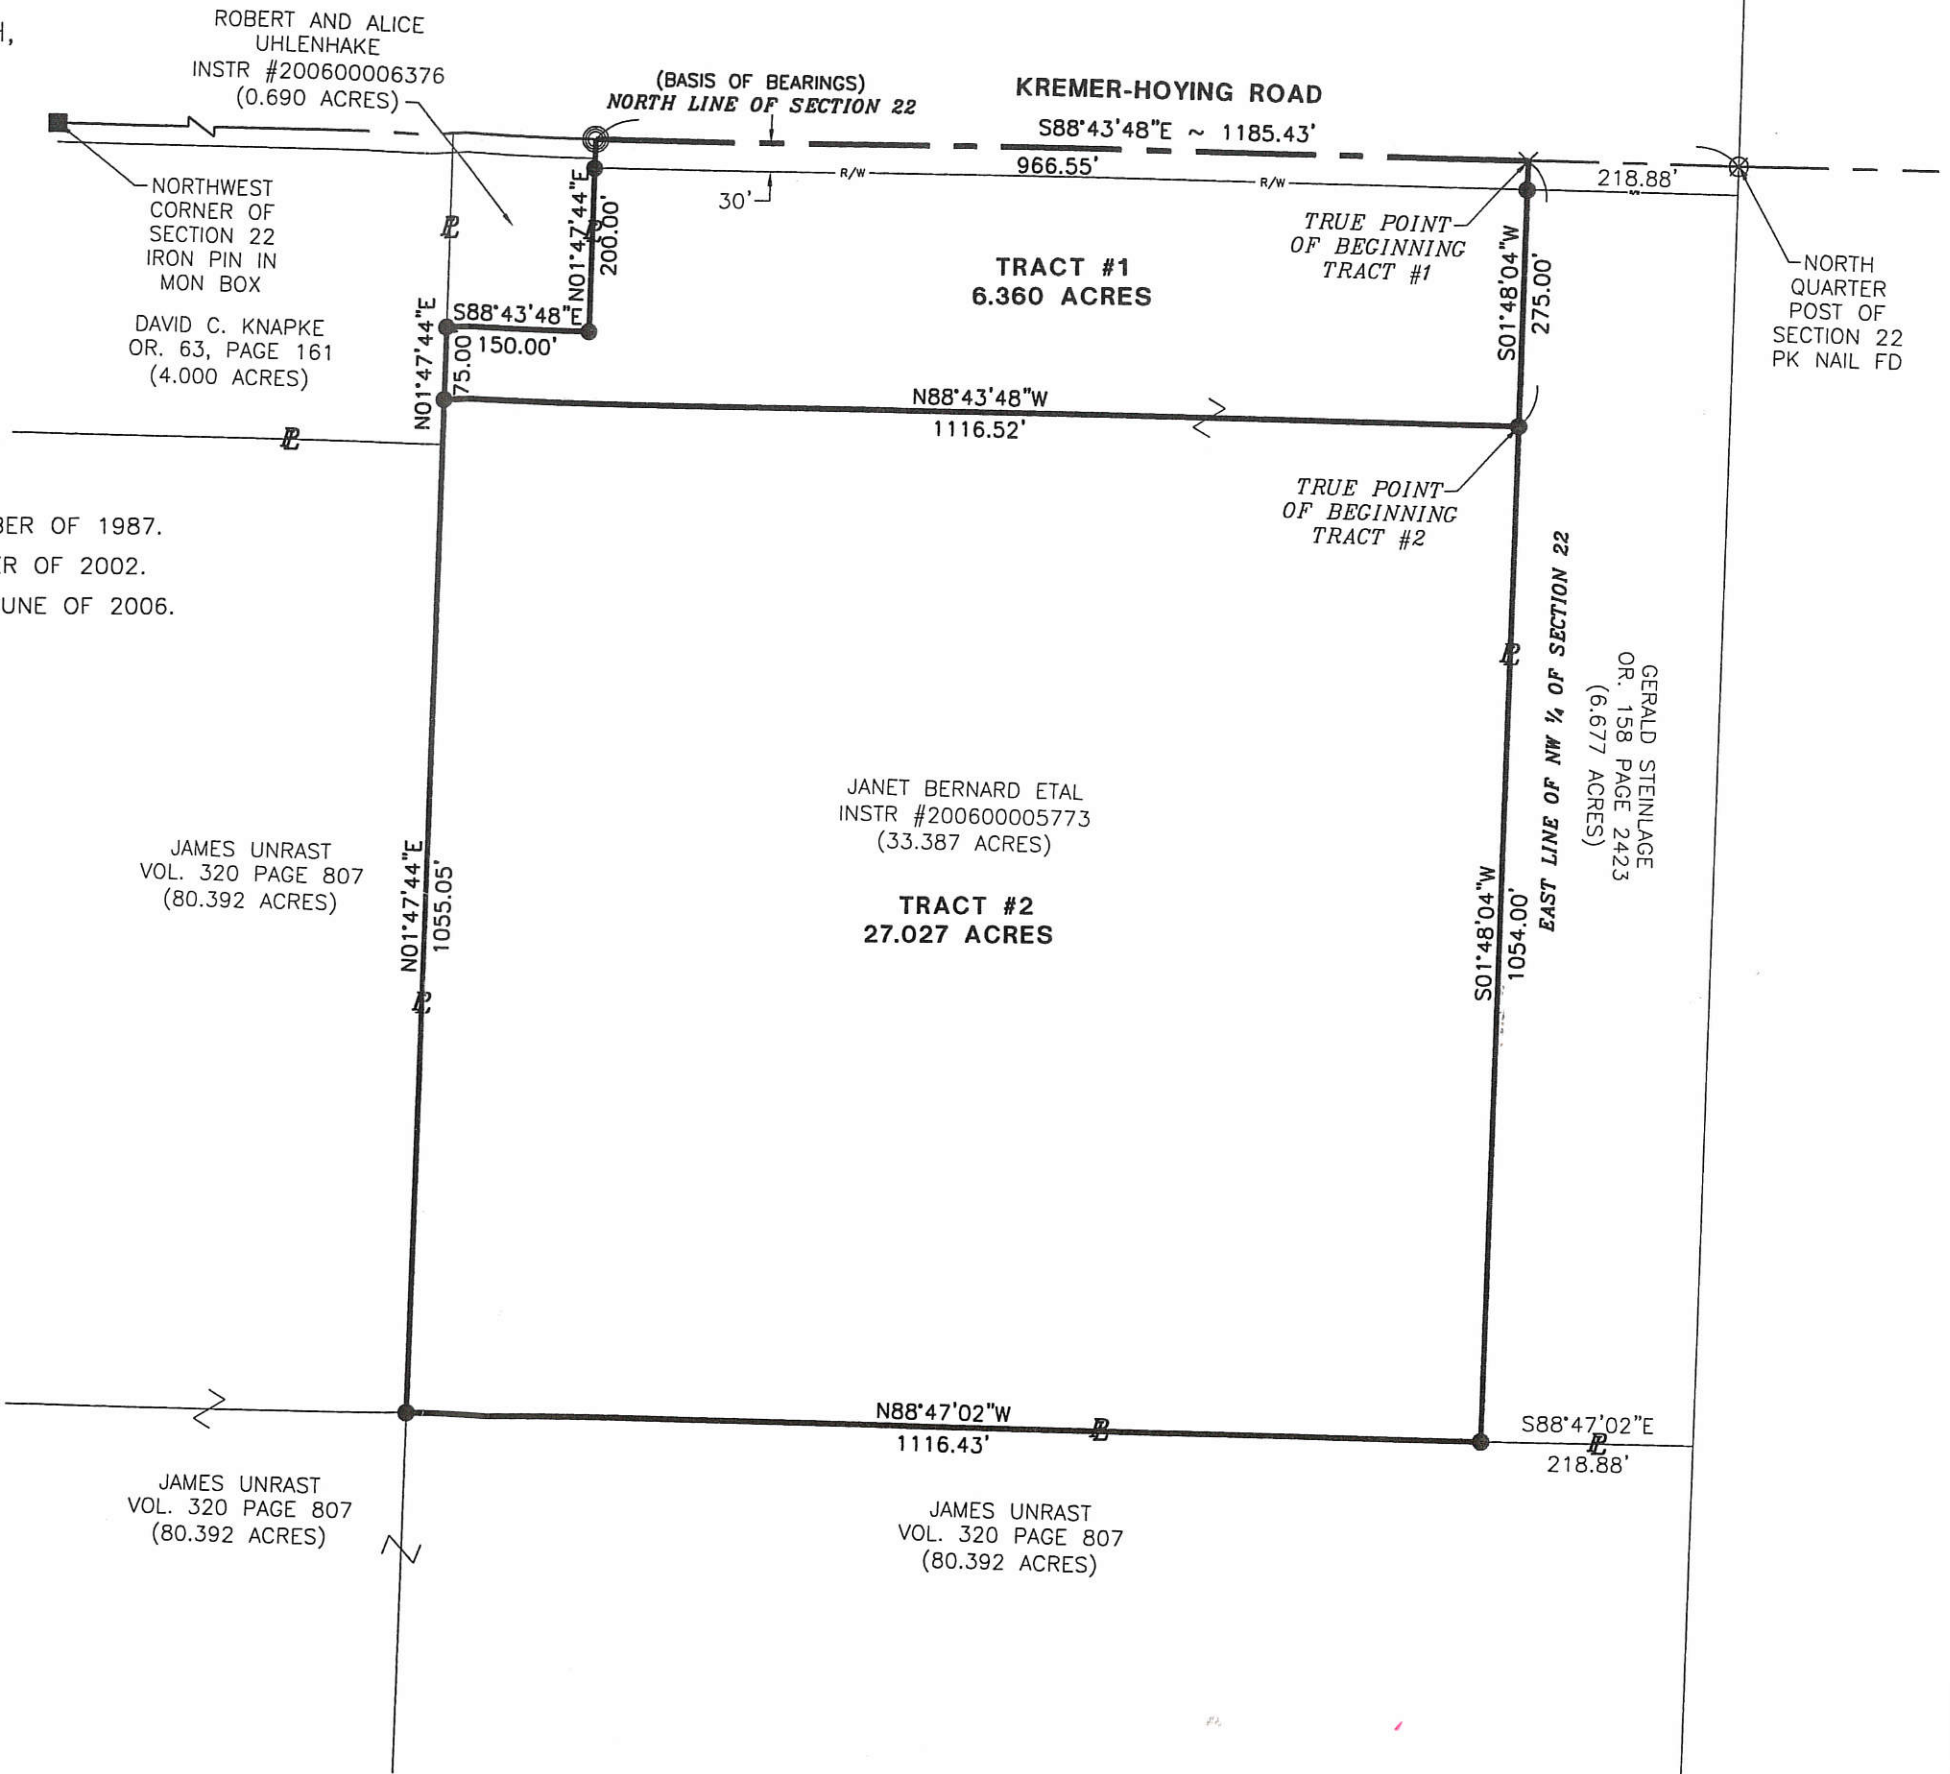 H,
ROBERT AND ALICE
UHLENHAKE
INSTR #200600006376
(0.690 ACRES)
(BASIS OF BEARINGS)
NORTH LINE OF SECTION 22
KREMER-HOYING ROAD
S88°43'48"E ~ 1185.43'
966.55'
R/W
R/W
30'
218.88'
NORTHWEST
CORNER OF
SECTION 22
IRON PIN IN
MON BOX
DAVID C. KNAPKE
OR. 63, PAGE 161
(4.000 ACRES)
PL
PL
N01°47'44"E
200.00'
TRUE POINT
OF BEGINNING
TRACT #1
TRACT #1
6.360 ACRES
S01°48'04"W
275.00'
NORTH
QUARTER
POST OF
SECTION 22
PK NAIL FD
S88°43'48"E
150.00'
N01°47'44"E
75.00
N88°43'48"W
1116.52'
PL
TRUE POINT
OF BEGINNING
TRACT #2
BER OF 1987.
ER OF 2002.
UNE OF 2006.
PL
EAST LINE OF NW ¼ OF SECTION 22
GERALD STEINLAGE
OR. 158 PAGE 2423
(6.677 ACRES)
JANET BERNARD ETAL
INSTR #200600005773
(33.387 ACRES)
TRACT #2
27.027 ACRES
JAMES UNRAST
VOL. 320 PAGE 807
(80.392 ACRES)
N01°47'44"E
1055.05'
PL
S01°48'04"W
1054.00'
N88°47'02"W
1116.43'
PL
S88°47'02"E
PL
218.88'
JAMES UNRAST
VOL. 320 PAGE 807
(80.392 ACRES)
JAMES UNRAST
VOL. 320 PAGE 807
(80.392 ACRES)